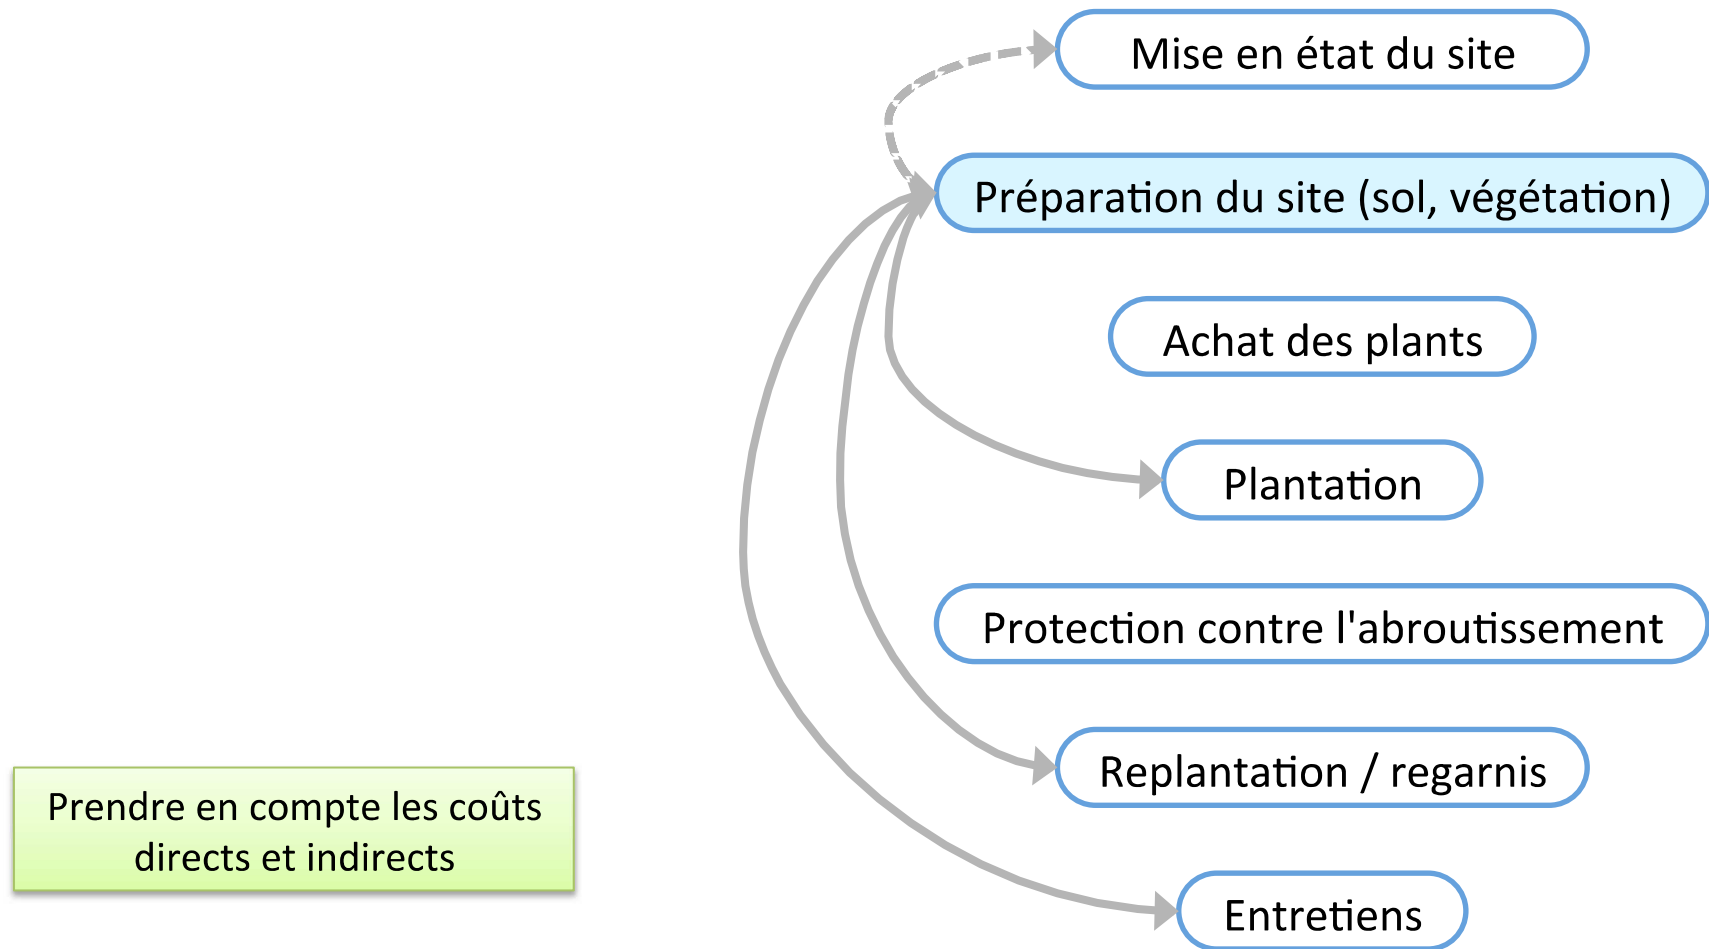 Mise en état du site
Préparation du site (sol, végétation)
Achat des plants
Plantation
Protection contre l'abroutissement
Replantation / regarnis
Entretiens
Prendre en compte les coûts
directs et indirects